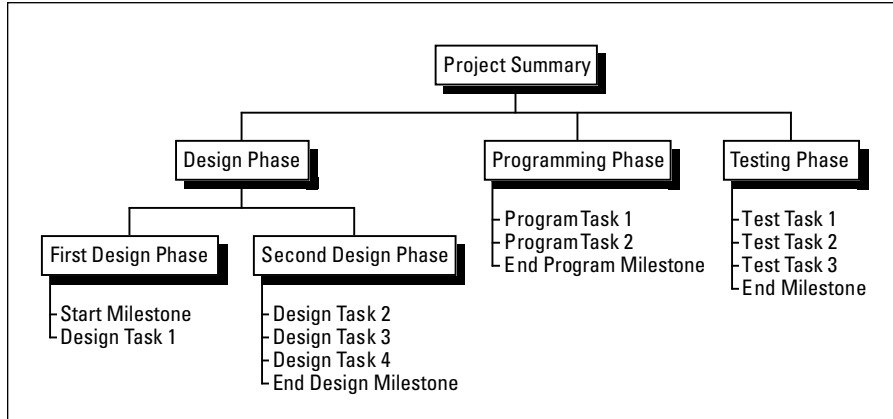 Project Summary
Design Phase
Programming Phase
Testing Phase
First Design Phase
Second Design Phase
Start Milestone
Design Task 1
Design Task 2
Design Task 3
Design Task 4
End Design Milestone
Program Task 1
Program Task 2
End Program Milestone
Test Task 1
Test Task 2
Test Task 3
End Milestone